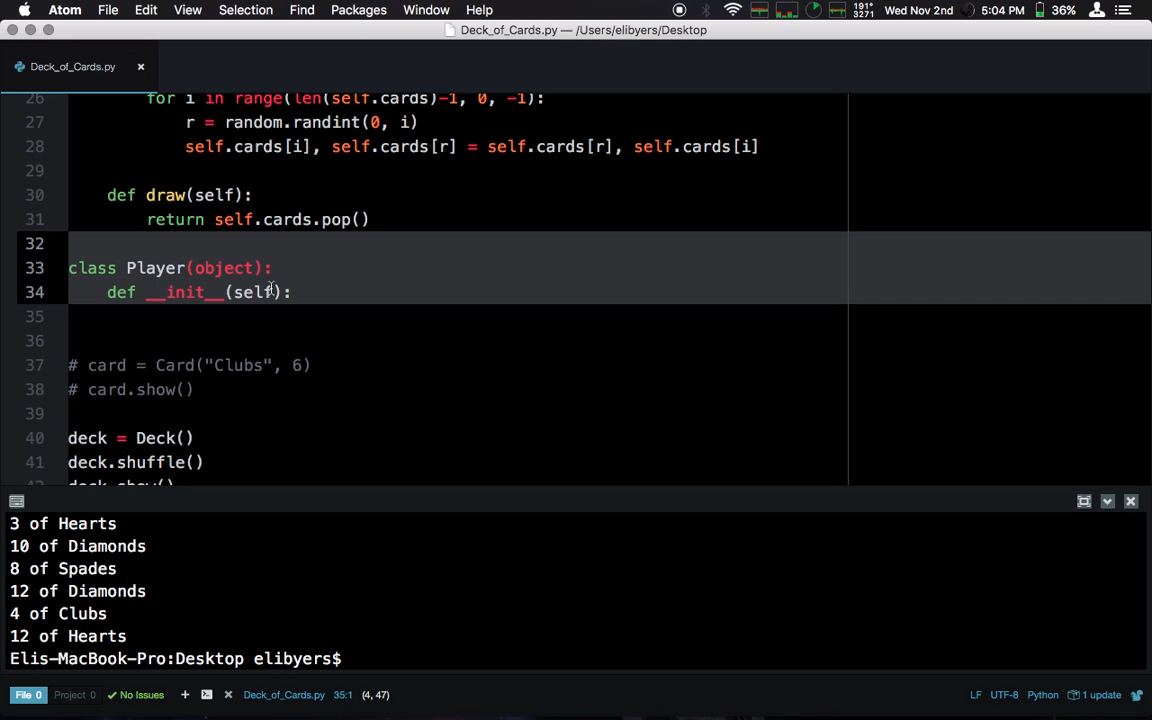 Atom File Edit View Selection Find Packages Window Help 191° 3271 Wed Nov 2nd 5:04 PM 36%
Deck_of_Cards.py — /Users/elibyers/Desktop
Deck_of_Cards.py ×
26 for i in range(len(self.cards)-1, 0, -1):
27 r = random.randint(0, i)
28 self.cards[i], self.cards[r] = self.cards[r], self.cards[i]
29
30 def draw(self):
31 return self.cards.pop()
32
33 class Player(object):
34 def __init__(self):
35
36
37 # card = Card("Clubs", 6)
38 # card.show()
39
40 deck = Deck()
41 deck.shuffle()
42 deck.show()
3 of Hearts
10 of Diamonds
8 of Spades
12 of Diamonds
4 of Clubs
12 of Hearts
Elis-MacBook-Pro:Desktop elibyers$
File 0 Project 0 No Issues + × Deck_of_Cards.py 35:1 (4, 47) LF UTF-8 Python 1 update